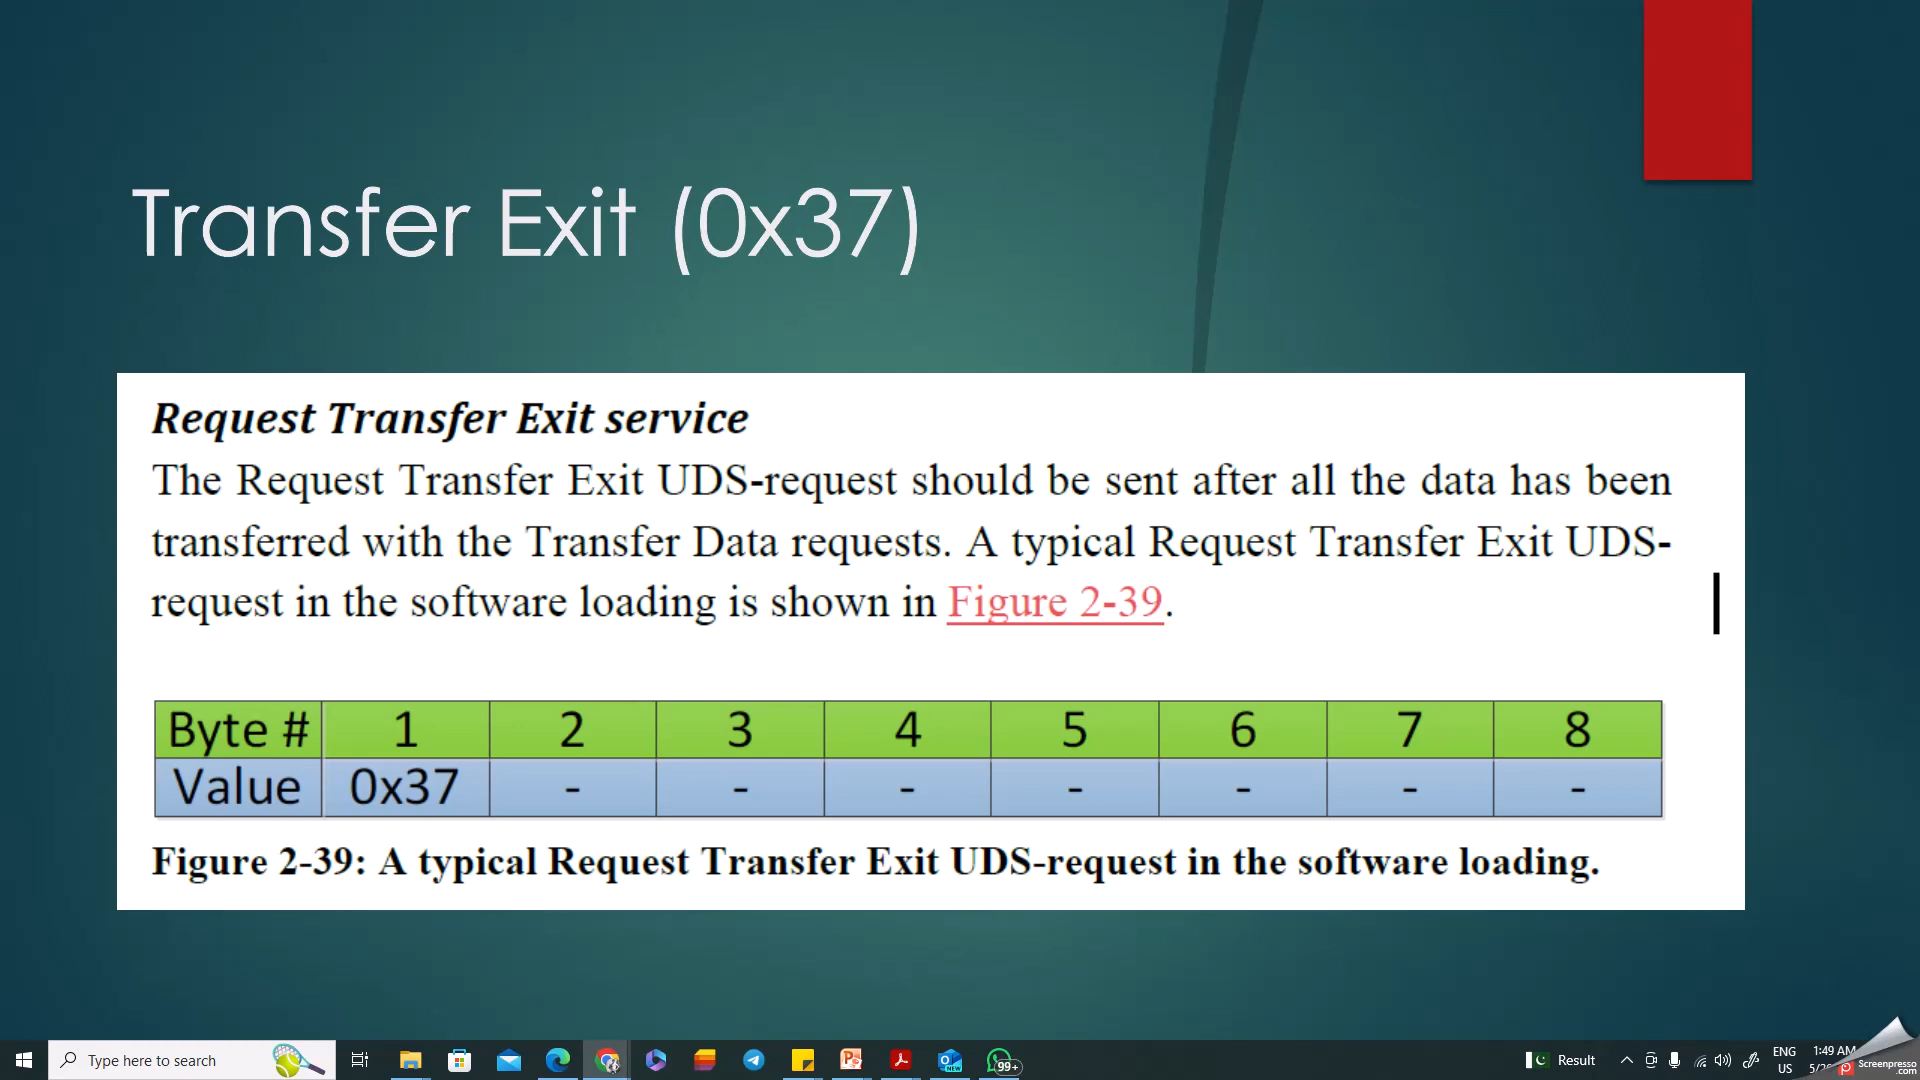 Transfer Exit (0x37)
Request Transfer Exit service
The Request Transfer Exit UDS-request should be sent after all the data has been
transferred with the Transfer Data requests. A typical Request Transfer Exit UDS-
request in the software loading is shown in Figure 2-39.
Byte # 1 2 3 4 5 6 7 8
Value 0x37 - - - - - - -
Figure 2-39: A typical Request Transfer Exit UDS-request in the software loading.
Type here to search
NEW
99+
Result
ENG
US
1:49 AM
Screenpresso
.com